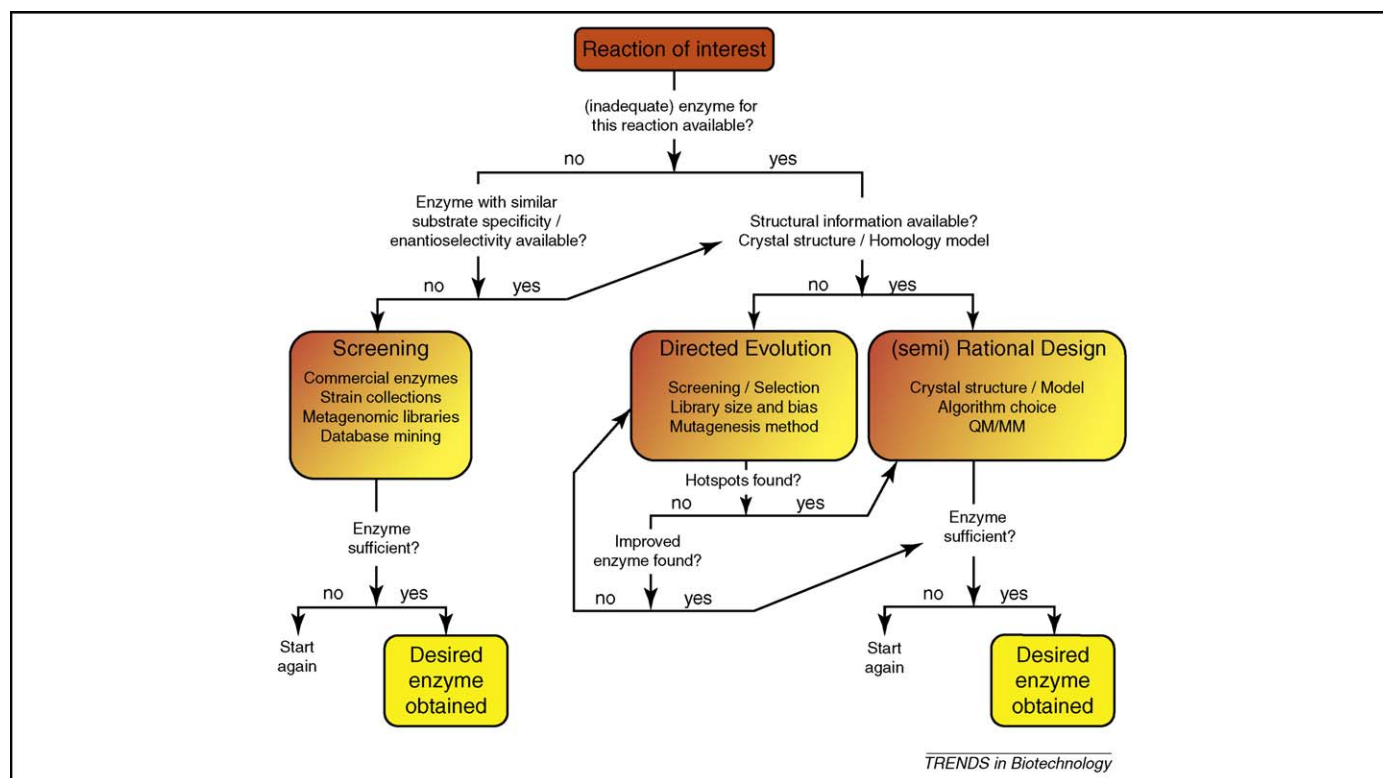 Reaction of interest
(inadequate) enzyme for
this reaction available?
no
yes
Enzyme with similar
substrate specificity /
enantioselectivity available?
Structural information available?
Crystal structure / Homology model
no
yes
no
yes
Screening
Commercial enzymes
Strain collections
Metagenomic libraries
Database mining
Directed Evolution
Screening / Selection
Library size and bias
Mutagenesis method
(semi) Rational Design
Crystal structure / Model
Algorithm choice
QM/MM
Hotspots found?
no
yes
Enzyme
sufficient?
Improved
enzyme found?
Enzyme
sufficient?
no
yes
no
yes
no
yes
Start
again
Desired
enzyme
obtained
Start
again
Desired
enzyme
obtained
TRENDS in Biotechnology